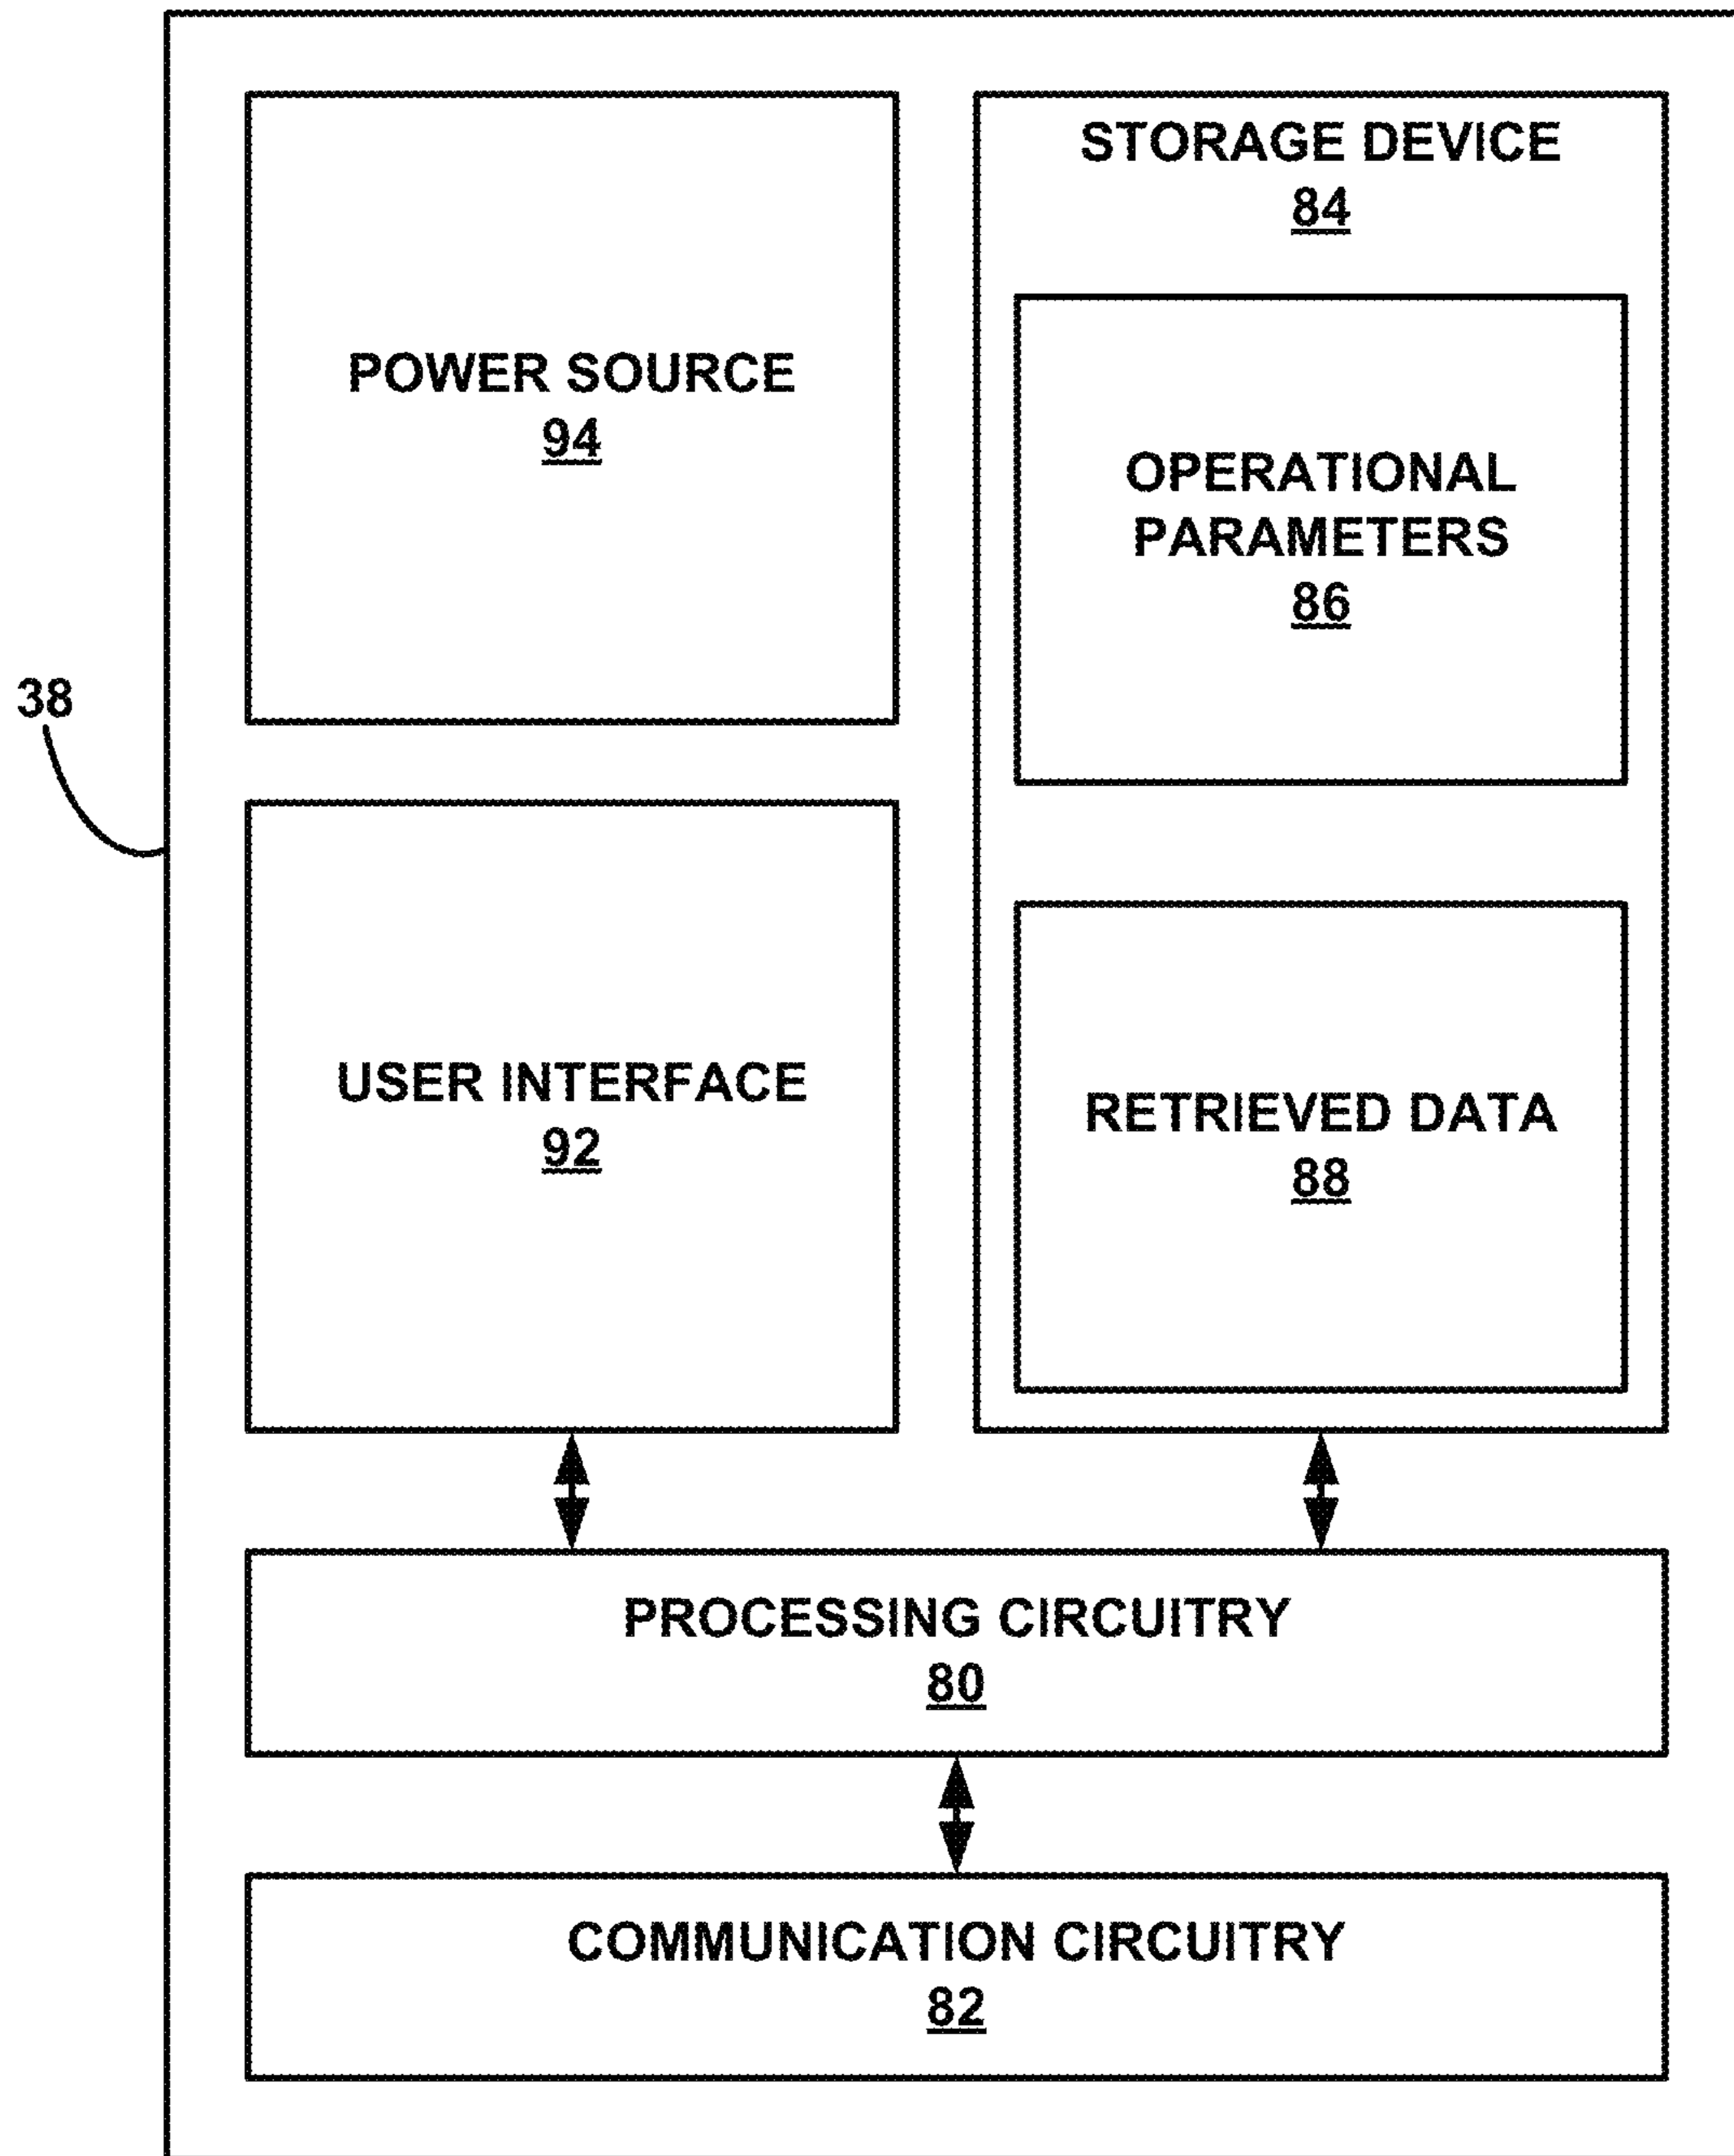 POWER SOURCE
94
STORAGE DEVICE
84
OPERATIONAL
PARAMETERS
86
38
USER INTERFACE
92
RETRIEVED DATA
88
PROCESSING CIRCUITRY
80
COMMUNICATION CIRCUITRY
82